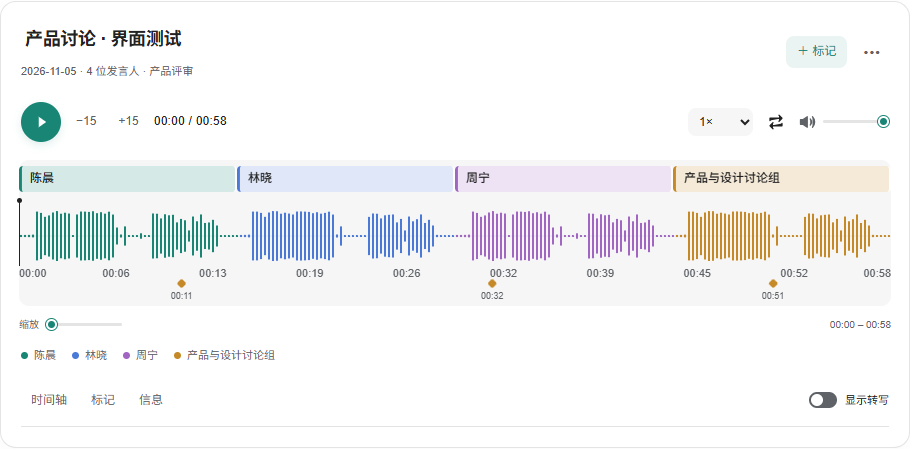 产品讨论 · 界面测试
+ 标记
2026-11-05 · 4 位发言人 · 产品评审
−15 +15 00:00 / 00:58 1×
陈晨 林晓 周宁 产品与设计讨论组
00:00 00:06 00:13 00:19 00:26 00:32 00:39 00:45 00:52 00:58
00:11 00:32 00:51
缩放 00:00 – 00:58
陈晨 林晓 周宁 产品与设计讨论组
时间轴 标记 信息 显示转写